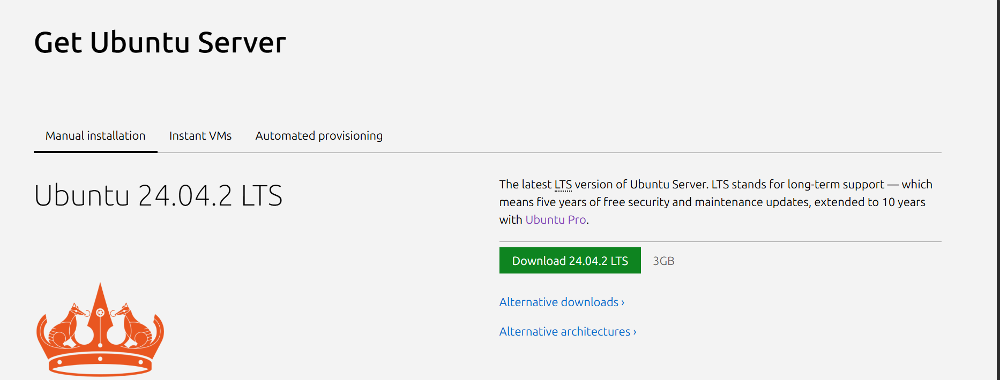 Get Ubuntu Server
Manual installation
Instant VMs
Automated provisioning
Ubuntu 24.04.2 LTS
The latest LTS version of Ubuntu Server. LTS stands for long-term support — which
means five years of free security and maintenance updates, extended to 10 years
with Ubuntu Pro.
Download 24.04.2 LTS
3GB
Alternative downloads ›
Alternative architectures ›